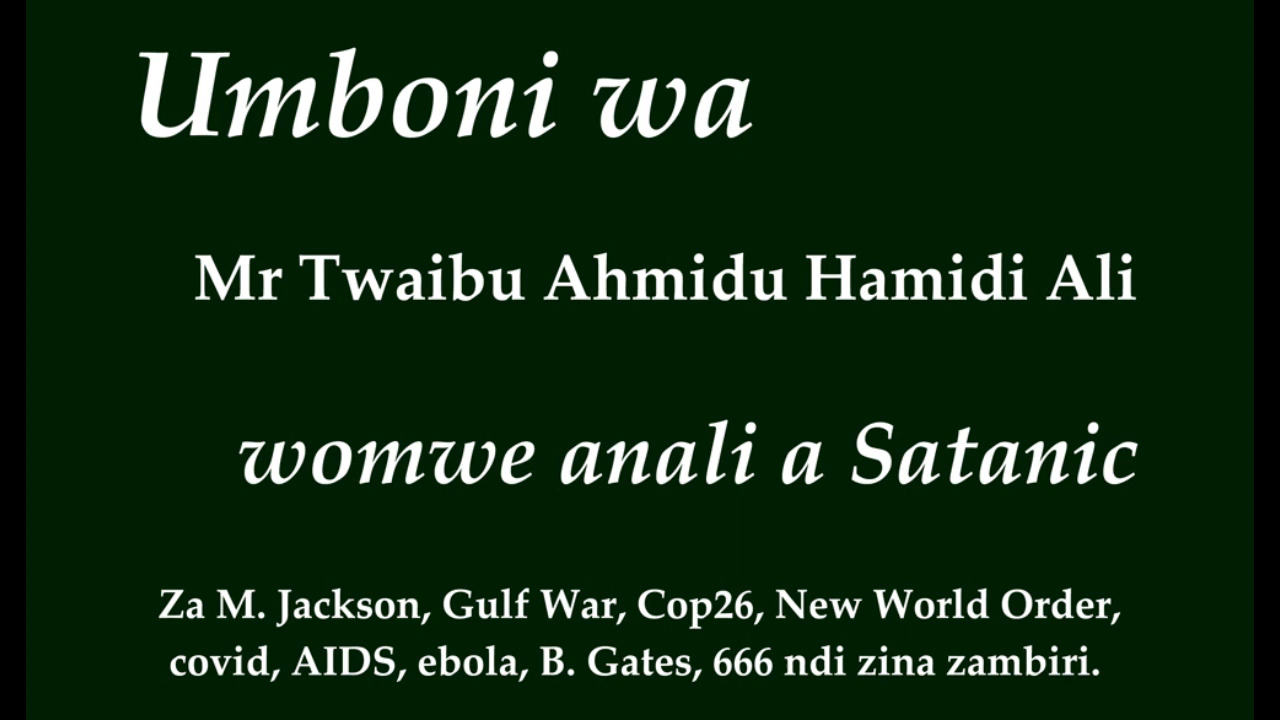 Umboni wa
Mr Twaibu Ahmidu Hamidi Ali
womwe anali a Satanic
Za M. Jackson, Gulf War, Cop26, New World Order,
covid, AIDS, ebola, B. Gates, 666 ndi zina zambiri.